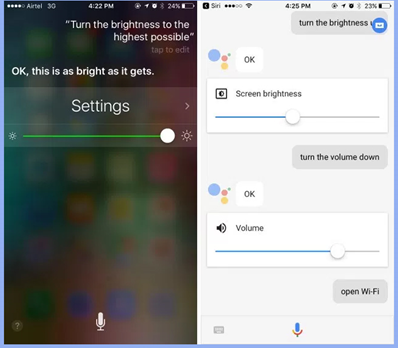 Airtel 3G 4:22 PM 24%
“Turn the brightness to the
highest possible”
tap to edit
OK, this is as bright as it gets.
Settings
?
Siri 4:25 PM 23%
turn the brightness
OK
Screen brightness
turn the volume down
OK
Volume
open Wi-Fi